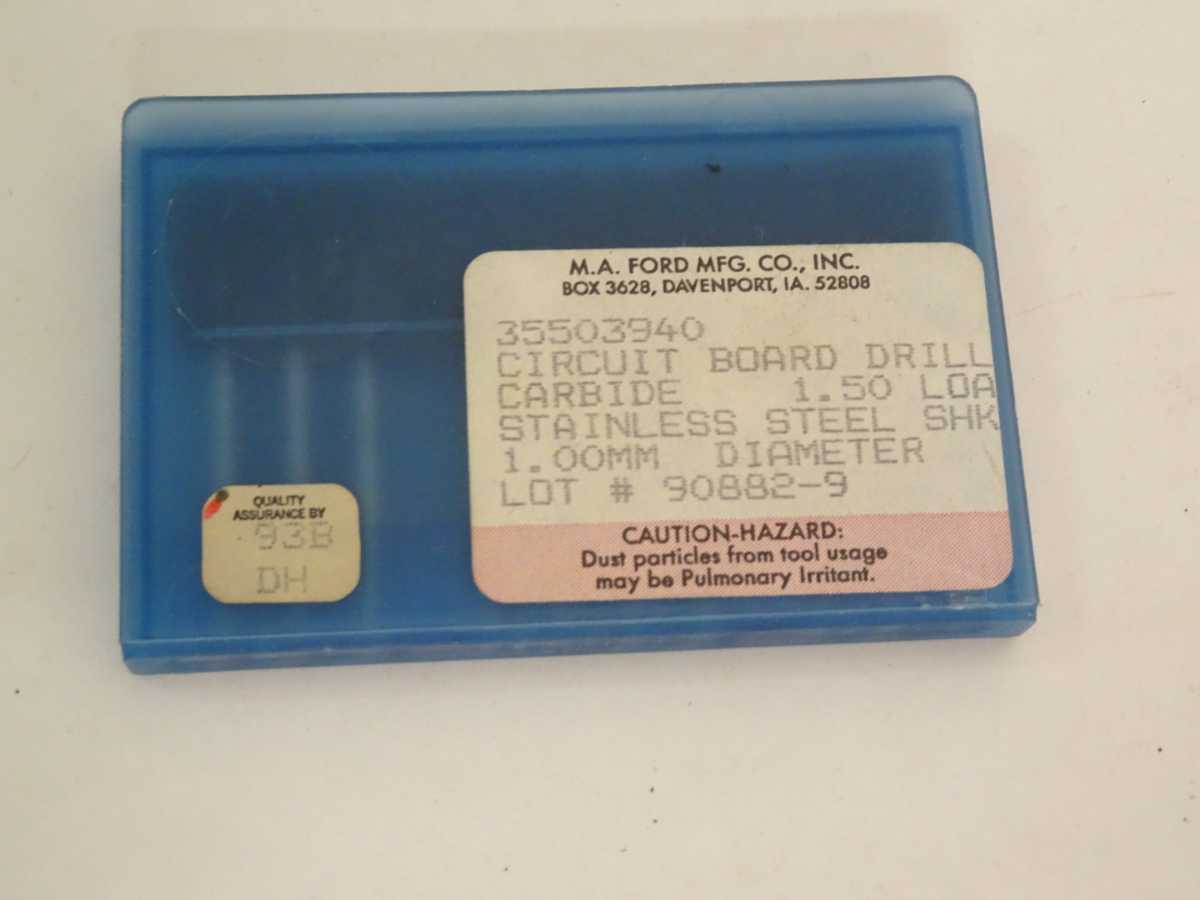 M.A. FORD MFG. CO., INC.
BOX 3628, DAVENPORT, IA. 52808
35503940
CIRCUIT BOARD DRILL
CARBIDE 1.50 LOA
STAINLESS STEEL SHK
1.00MM DIAMETER
LOT # 90882-9
CAUTION-HAZARD:
Dust particles from tool usage
may be Pulmonary Irritant.
QUALITY
ASSURANCE BY
93B
DH